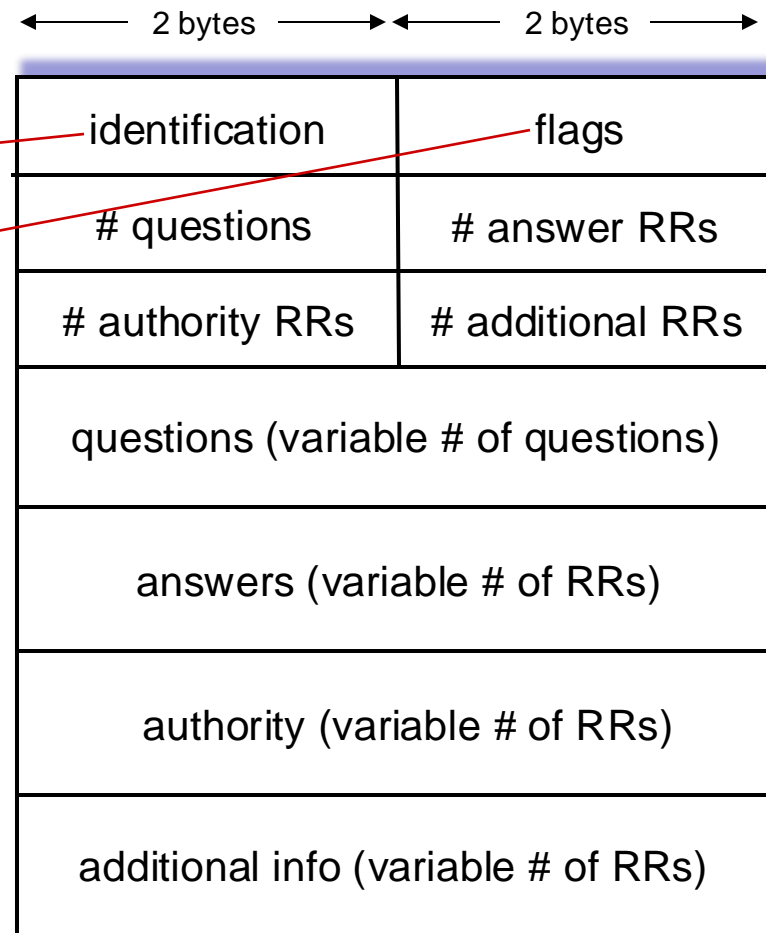 2 bytes 2 bytes
identification flags
# questions # answer RRs
# authority RRs # additional RRs
questions (variable # of questions)
answers (variable # of RRs)
authority (variable # of RRs)
additional info (variable # of RRs)